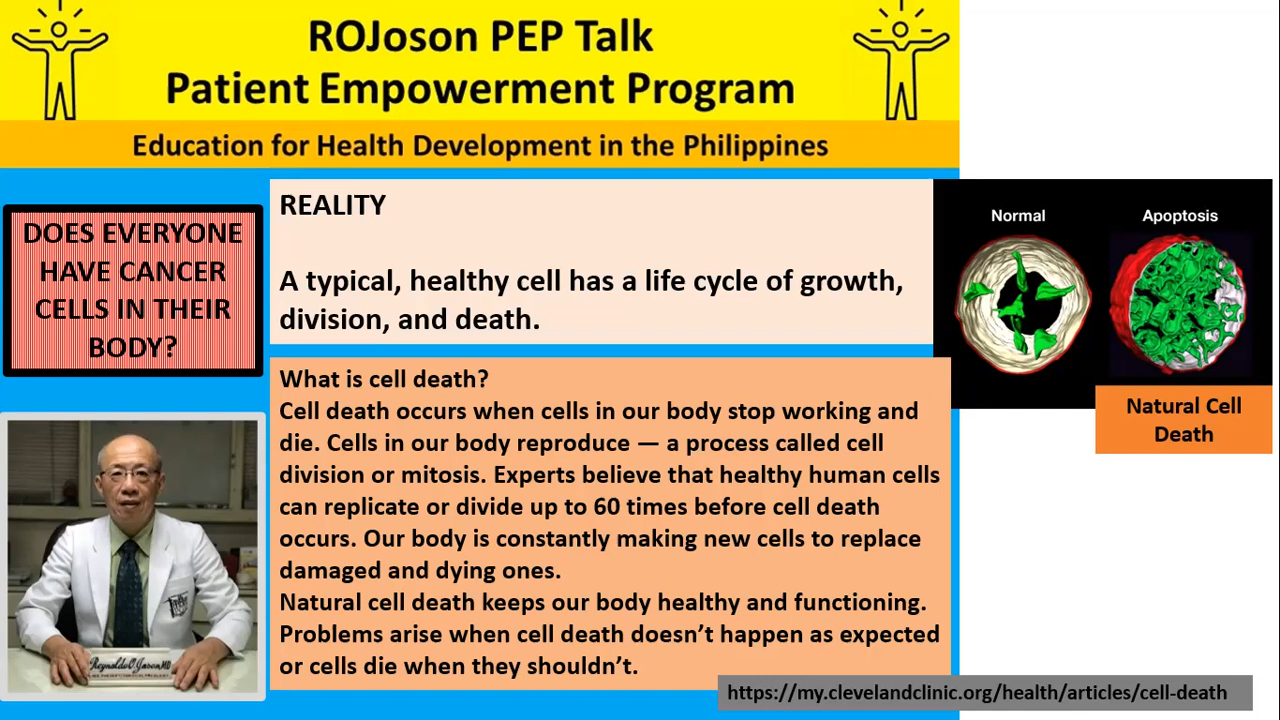 ROJoson PEP Talk
Patient Empowerment Program
Education for Health Development in the Philippines
DOES EVERYONE
HAVE CANCER
CELLS IN THEIR
BODY?
REALITY
A typical, healthy cell has a life cycle of growth,
division, and death.
Normal
Apoptosis
Natural Cell
Death
What is cell death?
Cell death occurs when cells in our body stop working and
die. Cells in our body reproduce — a process called cell
division or mitosis. Experts believe that healthy human cells
can replicate or divide up to 60 times before cell death
occurs. Our body is constantly making new cells to replace
damaged and dying ones.
Natural cell death keeps our body healthy and functioning.
Problems arise when cell death doesn't happen as expected
or cells die when they shouldn't.
Reynaldo O. Joson MD
https://my.clevelandclinic.org/health/articles/cell-death